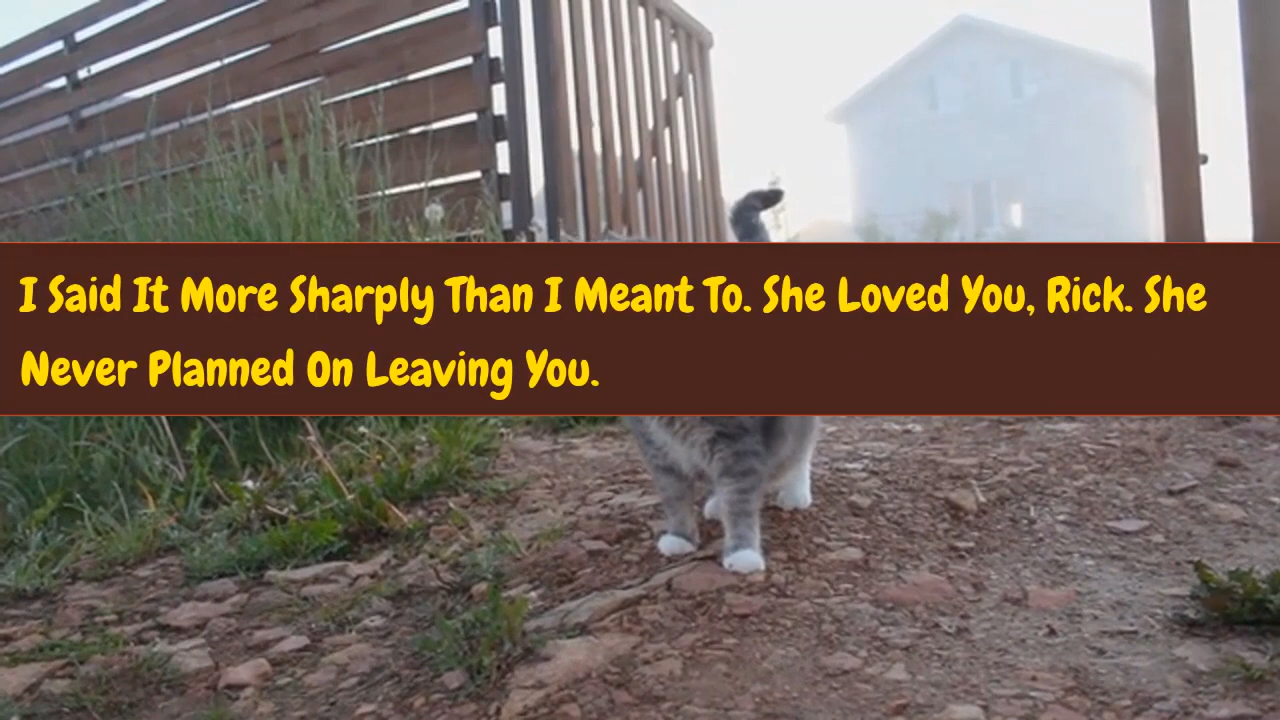 I Said It More Sharply Than I Meant To. She Loved You, Rick. She
Never Planned On Leaving You.